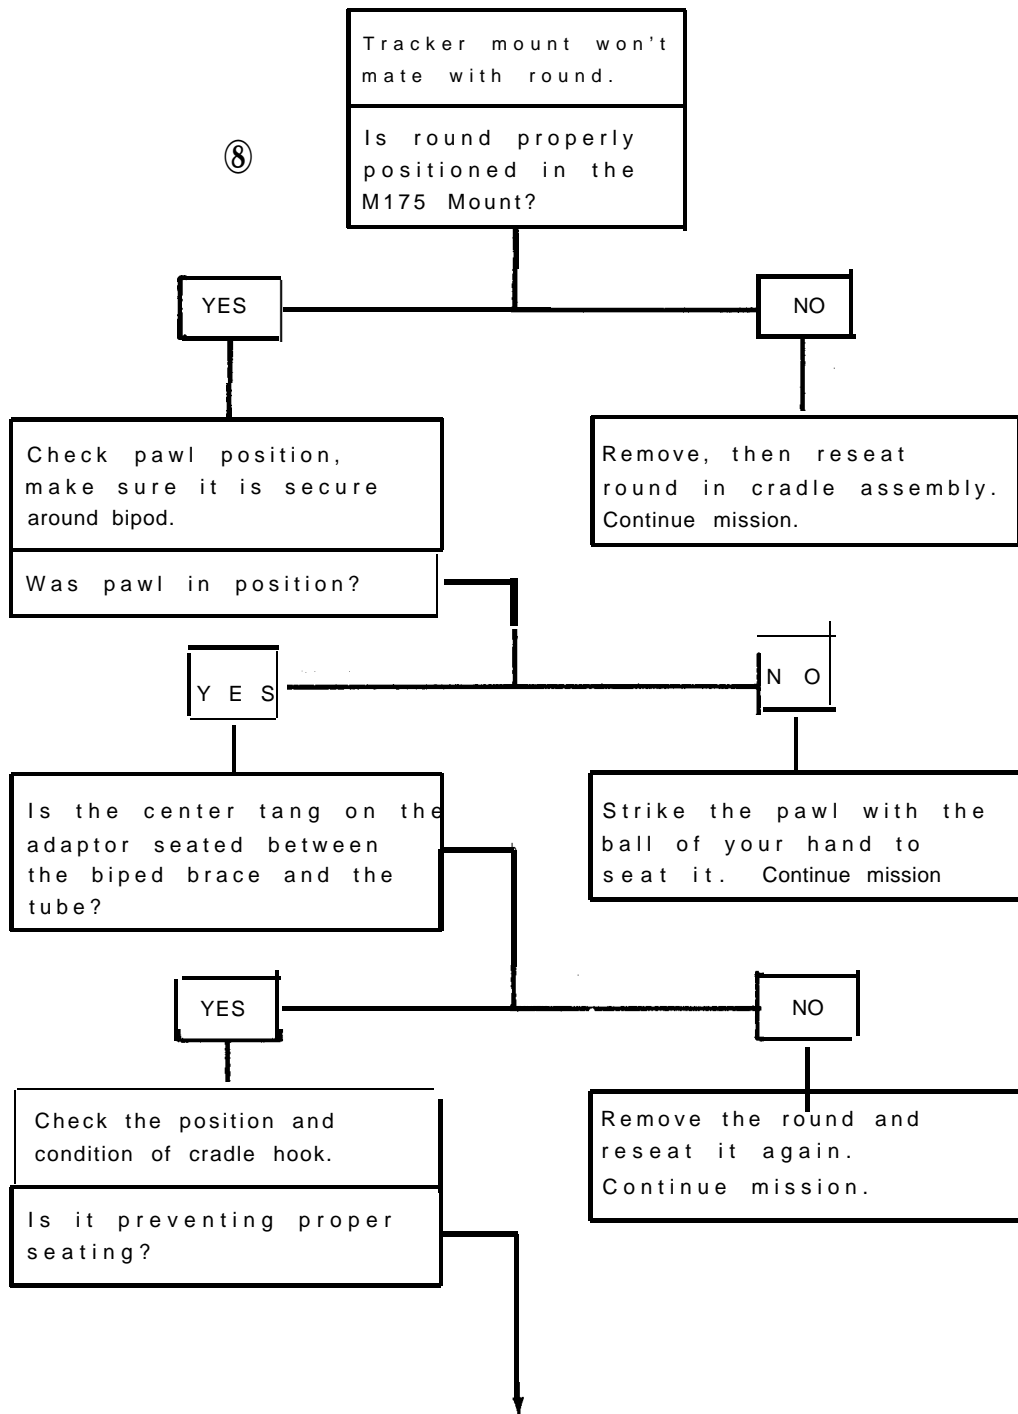 Tracker mount won't
mate with round.
⑧
Is round properly
positioned in the
M175 Mount?
YES
NO
Check pawl position,
make sure it is secure
around bipod.
Remove, then reseat
round in cradle assembly.
Continue mission.
Was pawl in position?
YES
NO
Is the center tang on the
adaptor seated between
the biped brace and the
tube?
Strike the pawl with the
ball of your hand to
seat it. Continue mission
YES
NO
Check the position and
condition of cradle hook.
Remove the round and
reseat it again.
Continue mission.
Is it preventing proper
seating?